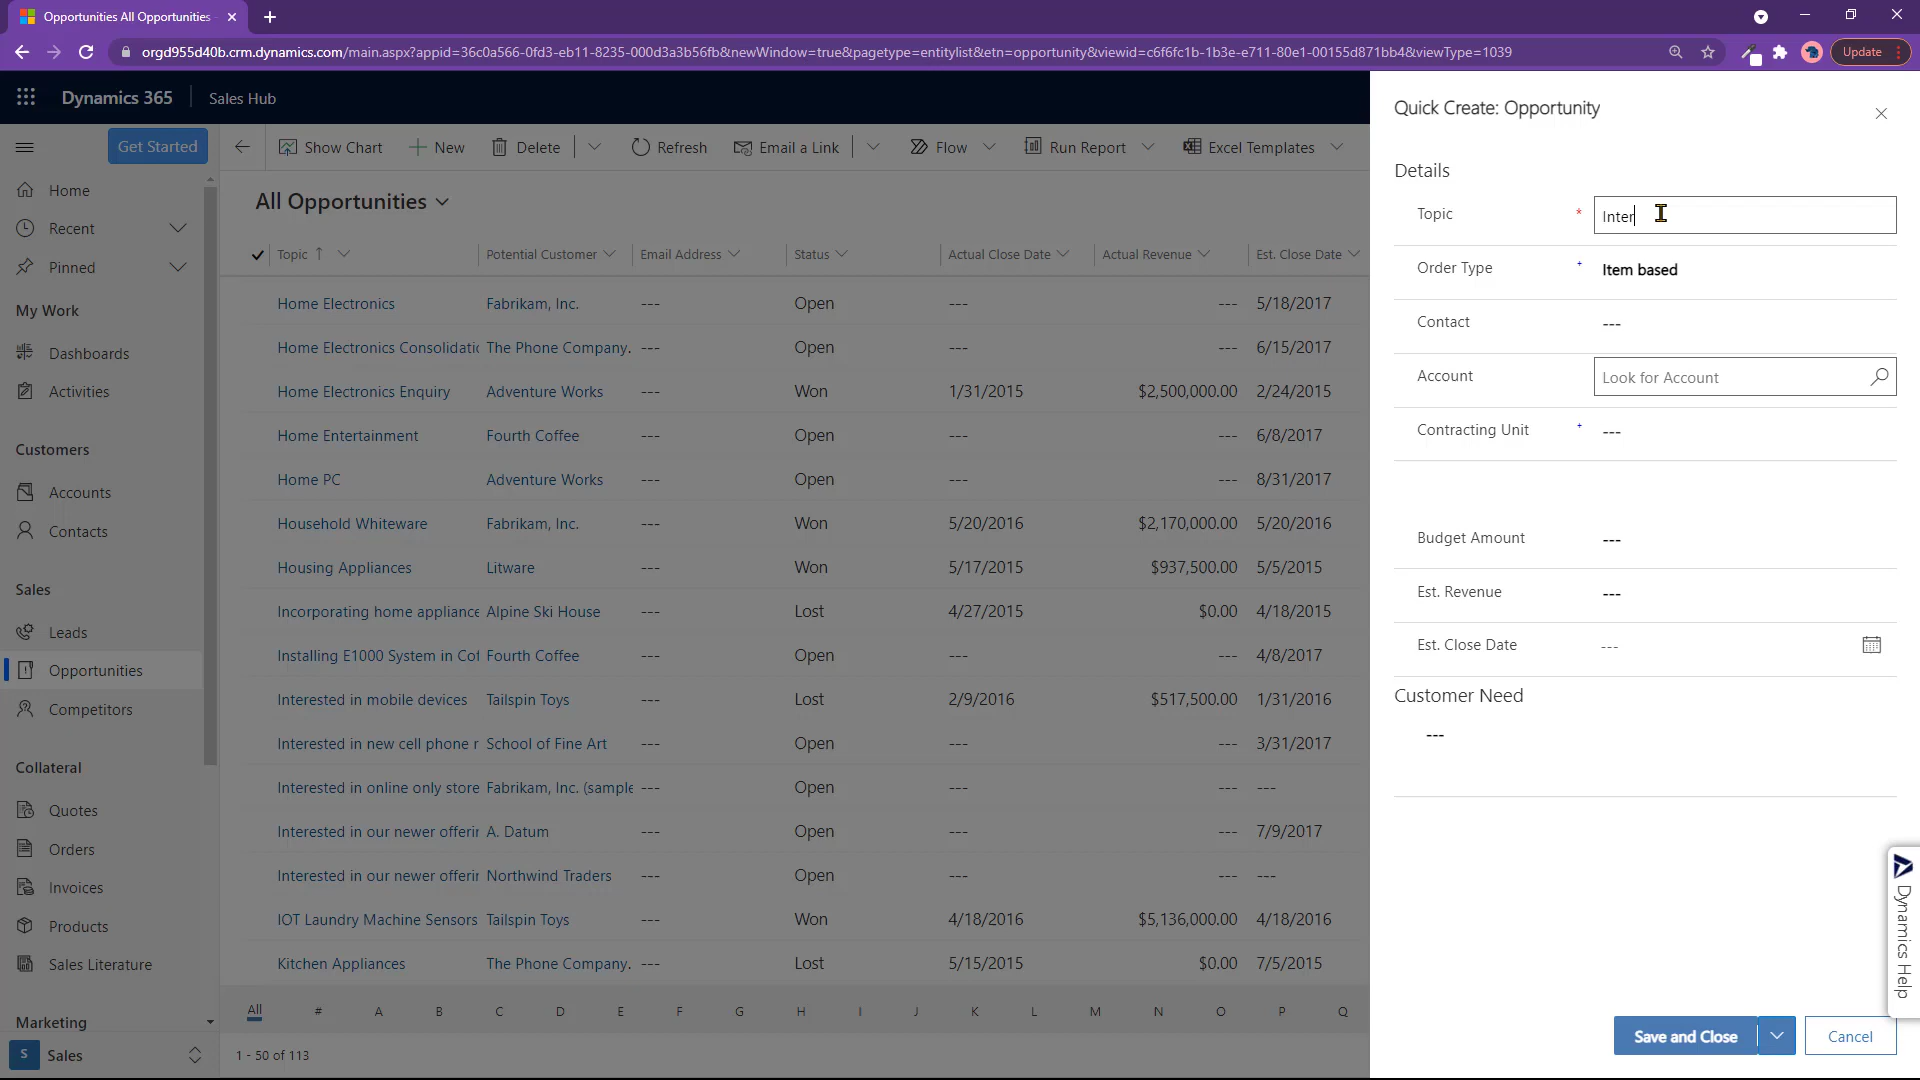 Opportunities All Opportunities
orgd955d40b.crm.dynamics.com/main.aspx?appid=36c0a566-0fd3-eb11-8235-000d3a3b56fb&newWindow=true&pagetype=entitylist&etn=opportunity&viewid=c6f6fc1b-1b3e-e711-80e1-00155d871bb4&viewType=1039
Update
Dynamics 365 Sales Hub
Get Started
Home
Recent
Pinned
My Work
Dashboards
Activities
Customers
Accounts
Contacts
Sales
Leads
Opportunities
Competitors
Collateral
Quotes
Orders
Invoices
Products
Sales Literature
Marketing
S Sales
Show Chart New Delete Refresh Email a Link Flow Run Report Excel Templates
All Opportunities
Topic ↑ Potential Customer Email Address Status Actual Close Date Actual Revenue Est. Close Date
Home Electronics Fabrikam, Inc. --- Open --- --- 5/18/2017
Home Electronics Consolidatic The Phone Company. --- Open --- --- 6/15/2017
Home Electronics Enquiry Adventure Works --- Won 1/31/2015 $2,500,000.00 2/24/2015
Home Entertainment Fourth Coffee --- Open --- --- 6/8/2017
Home PC Adventure Works --- Open --- --- 8/31/2017
Household Whiteware Fabrikam, Inc. --- Won 5/20/2016 $2,170,000.00 5/20/2016
Housing Appliances Litware --- Won 5/17/2015 $937,500.00 5/5/2015
Incorporating home appliance Alpine Ski House --- Lost 4/27/2015 $0.00 4/18/2015
Installing E1000 System in Cof Fourth Coffee --- Open --- --- 4/8/2017
Interested in mobile devices Tailspin Toys --- Lost 2/9/2016 $517,500.00 1/31/2016
Interested in new cell phone r School of Fine Art --- Open --- --- 3/31/2017
Interested in online only store Fabrikam, Inc. (sample --- Open --- --- ---
Interested in our newer offerin A. Datum --- Open --- --- 7/9/2017
Interested in our newer offerin Northwind Traders --- Open --- --- ---
IOT Laundry Machine Sensors Tailspin Toys --- Won 4/18/2016 $5,136,000.00 4/18/2016
Kitchen Appliances The Phone Company. --- Lost 5/15/2015 $0.00 7/5/2015
All # A B C D E F G H I J K L M N O P Q
1 - 50 of 113
Quick Create: Opportunity
Details
Topic * Inter
Order Type + Item based
Contact ---
Account Look for Account
Contracting Unit + ---
Budget Amount ---
Est. Revenue ---
Est. Close Date ---
Customer Need
---
Dynamics Help
Save and Close Cancel